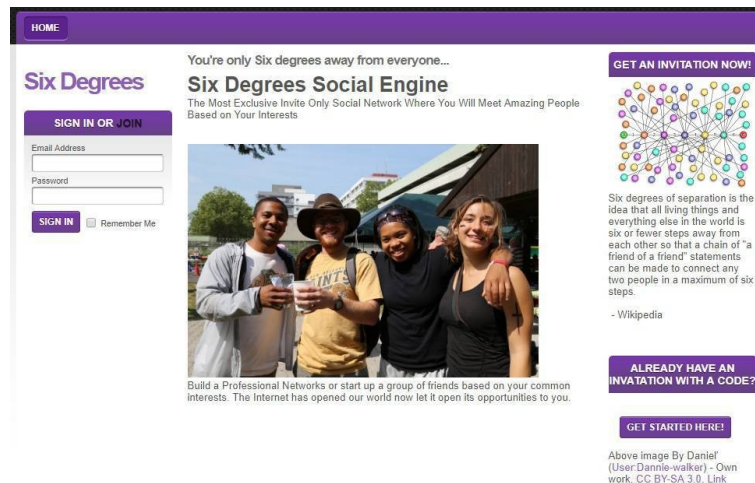 HOME
Six Degrees
SIGN IN OR JOIN
Email Address
Password
SIGN IN
Remember Me
You're only Six degrees away from everyone...
Six Degrees Social Engine
The Most Exclusive Invite Only Social Network Where You Will Meet Amazing People
Based on Your Interests
Build a Professional Networks or start up a group of friends based on your common
interests. The Internet has opened our world now let it open its opportunities to you.
GET AN INVITATION NOW!
Six degrees of separation is the
idea that all living things and
everything else in the world is
six or fewer steps away from
each other so that a chain of "a
friend of a friend" statements
can be made to connect any
two people in a maximum of six
steps.
- Wikipedia
ALREADY HAVE AN
INVATATION WITH A CODE?
GET STARTED HERE!
Above image By Daniel'
(User:Dannie-walker) - Own
work. CC BY-SA 3.0. Link